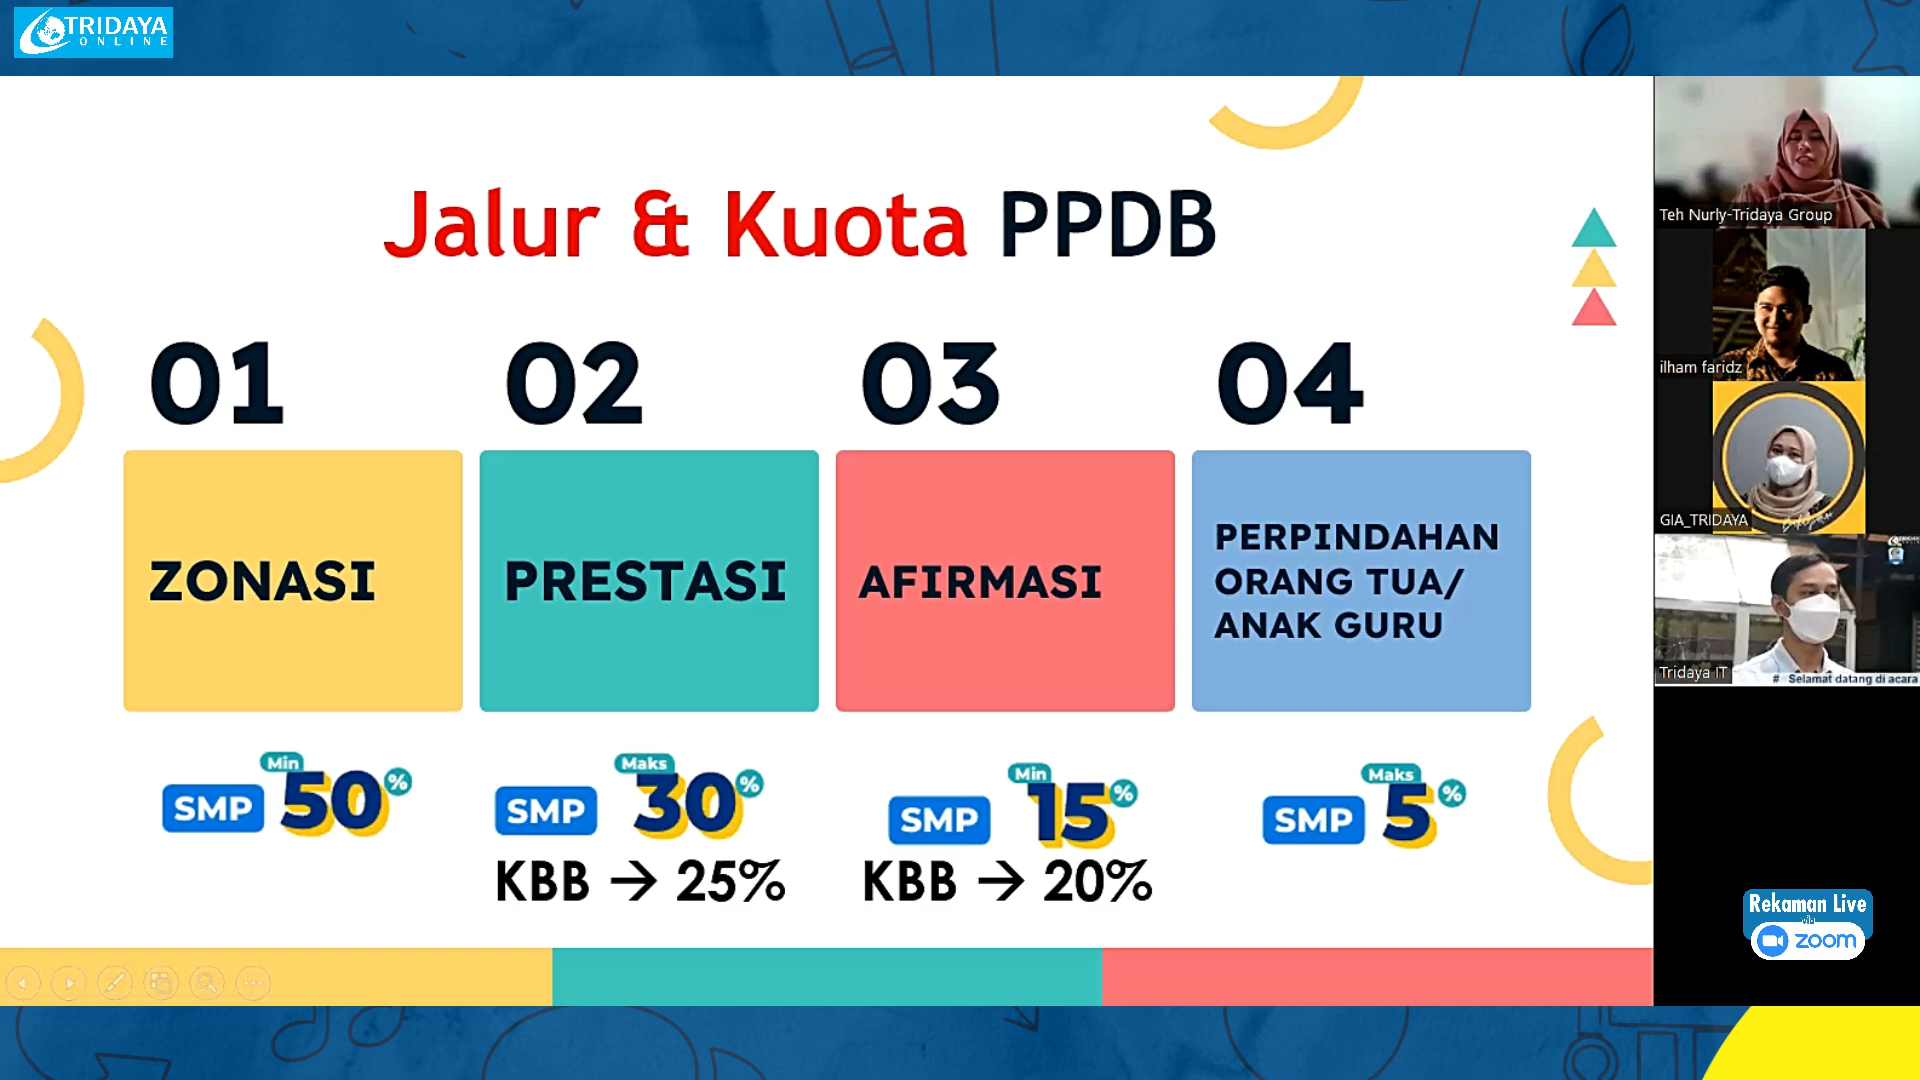 TRIDAYA
ONLINE
Jalur & Kuota PPDB
01
02
03
04
ZONASI
PRESTASI
AFIRMASI
PERPINDAHAN
ORANG TUA/
ANAK GURU
SMP Min 50%
SMP Maks 30%
SMP Min 15%
SMP Maks 5%
KBB → 25%
KBB → 20%
Teh Nurly-Tridaya Group
ilham faridz
GIA_TRIDAYA
Tridaya IT
# Selamat datang di acara
Rekaman Live
via
zoom